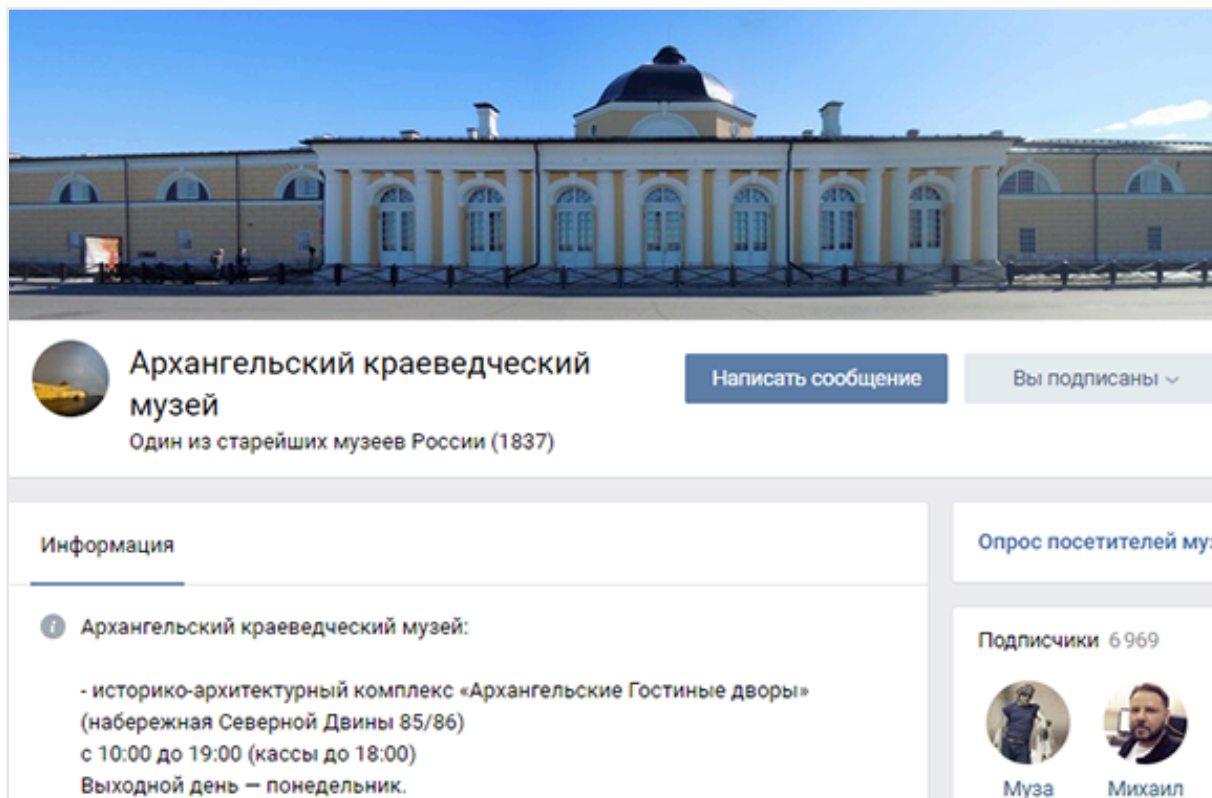 Архангельский краеведческий
музей
Один из старейших музеев России (1837)
Написать сообщение
Вы подписаны
Информация
Архангельский краеведческий музей:
- историко-архитектурный комплекс «Архангельские Гостиные дворы»
(набережная Северной Двины 85/86)
с 10:00 до 19:00 (кассы до 18:00)
Выходной день — понедельник.
Опрос посетителей
Подписчики 6 969
Муза Михаил